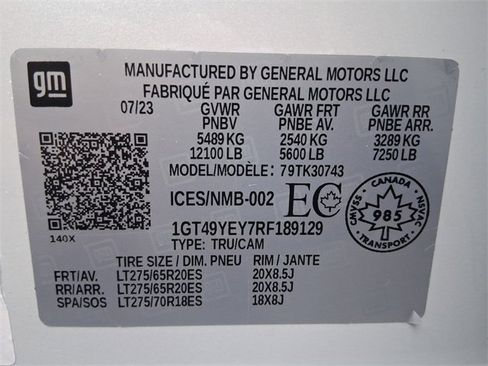 gm
MANUFACTURED BY GENERAL MOTORS LLC
FABRIQUÉ PAR GENERAL MOTORS LLC
07/23 GVWR GAWR FRT GAWR RR
PNBV PNBE AV. PNBE ARR.
5489 KG 2540 KG 3289 KG
12100 LB 5600 LB 7250 LB
MODEL/MODÈLE: 79TK30743
ICES/NMB-002 EC
CANADA
CMVSS 985 NSVAC
TRANSPORT
140X
1GT49YEY7RF189129
TYPE: TRU/CAM
TIRE SIZE / DIM. PNEU RIM / JANTE
FRT/AV. LT275/65R20ES 20X8.5J
RR/ARR. LT275/65R20ES 20X8.5J
SPA/SOS LT275/70R18ES 18X8J